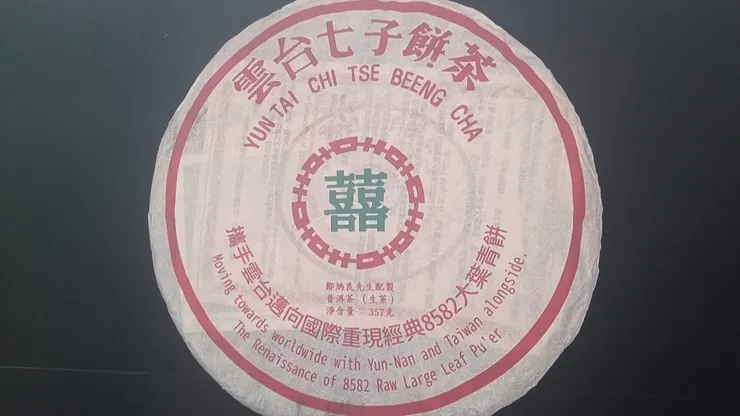 雲台七子餅茶
YUN TAI CHI TSE BEENG CHA
囍
鄒炳良先生配製
普洱茶（生茶）
淨含量：357克
攜手雲台邁向國際重現經典8582大葉青餅
Moving towards worldwide with Yun-Nan and Taiwan alongside.
The Renaissance of 8582 Raw Large Leaf Pu'er